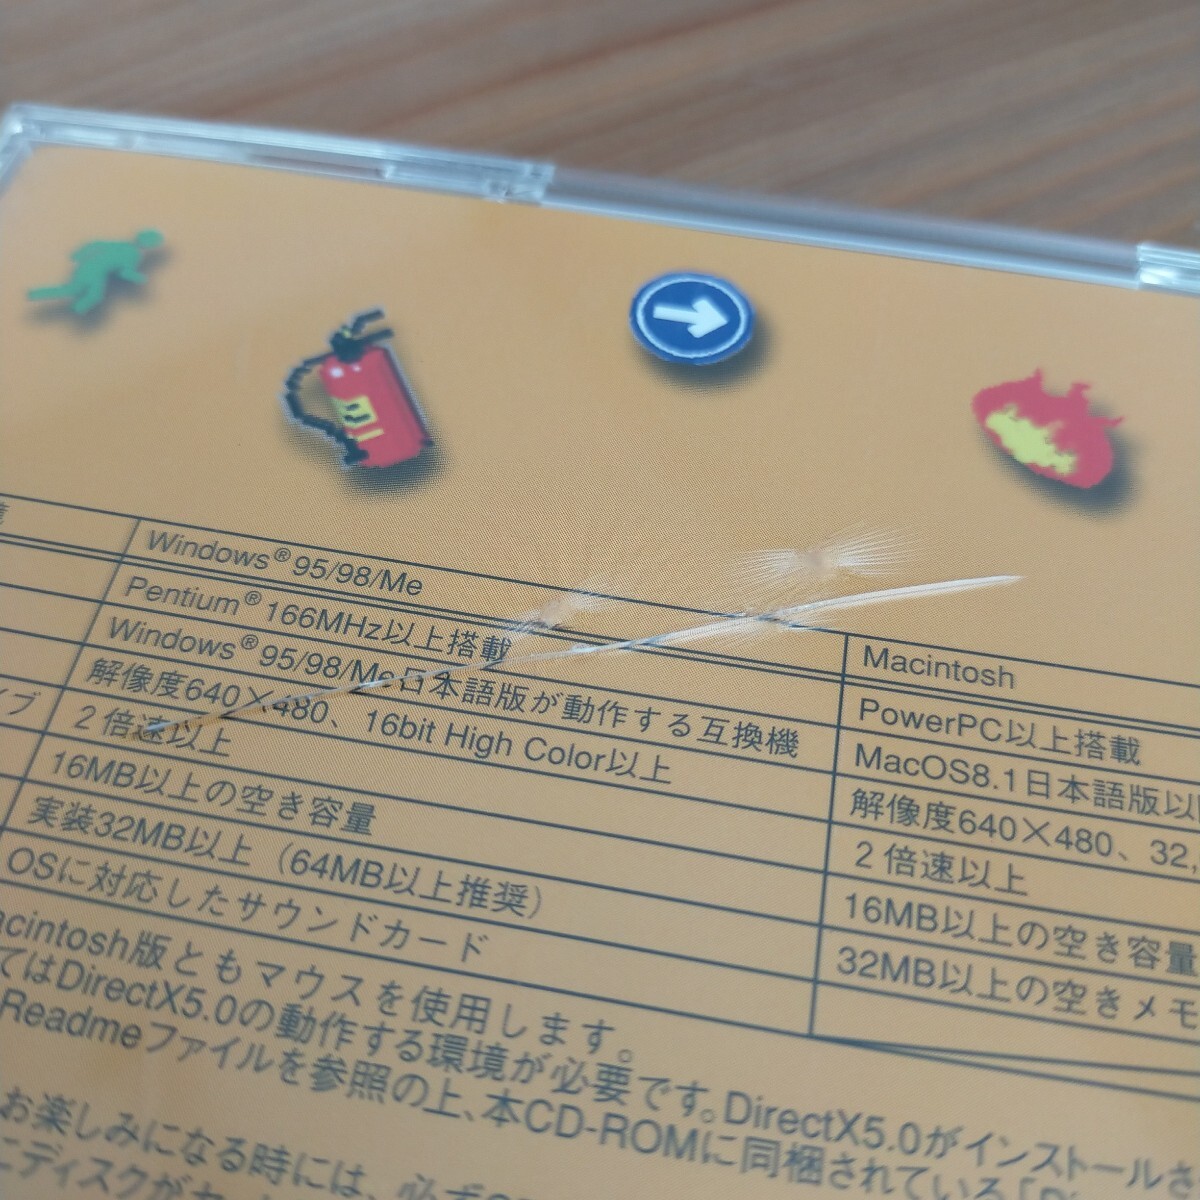 Windows®95/98/Me
Pentium®166MHz以上搭載
Windows®95/98/Me日本語版が動作する互換機
解像度640×480、16bit High Color以上
イブ
2倍速以上
16MB以上の空き容量
実装32MB以上（64MB以上推奨）
OSに対応したサウンドカード
Macintosh
PowerPC以上搭載
MacOS8.1日本語版以
解像度640×480、32,
2倍速以上
16MB以上の空き容量
32MB以上の空きメモ
acintosh版ともマウスを使用します。
てはDirectX5.0の動作する環境が必要です。DirectX5.0がインストールさ
Readmeファイルを参照の上、本CD-ROMに同梱されている「
お楽しみになる時には、必ず
にディスクが